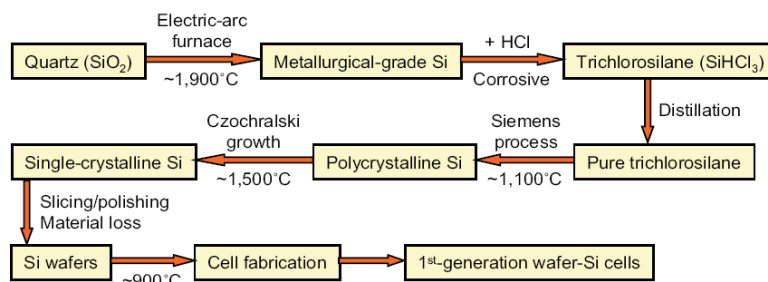 Electric-arc
furnace
+ HCl
Quartz (SiO₂)
Metallurgical-grade Si
Trichlorosilane (SiHCl₃)
~1,900˚C
Corrosive
Distillation
Czochralski
growth
Siemens
process
Single-crystalline Si
Polycrystalline Si
Pure trichlorosilane
~1,500˚C
~1,100˚C
Slicing/polishing
Material loss
Si wafers
Cell fabrication
1ˢᵗ-generation wafer-Si cells
~900˚C